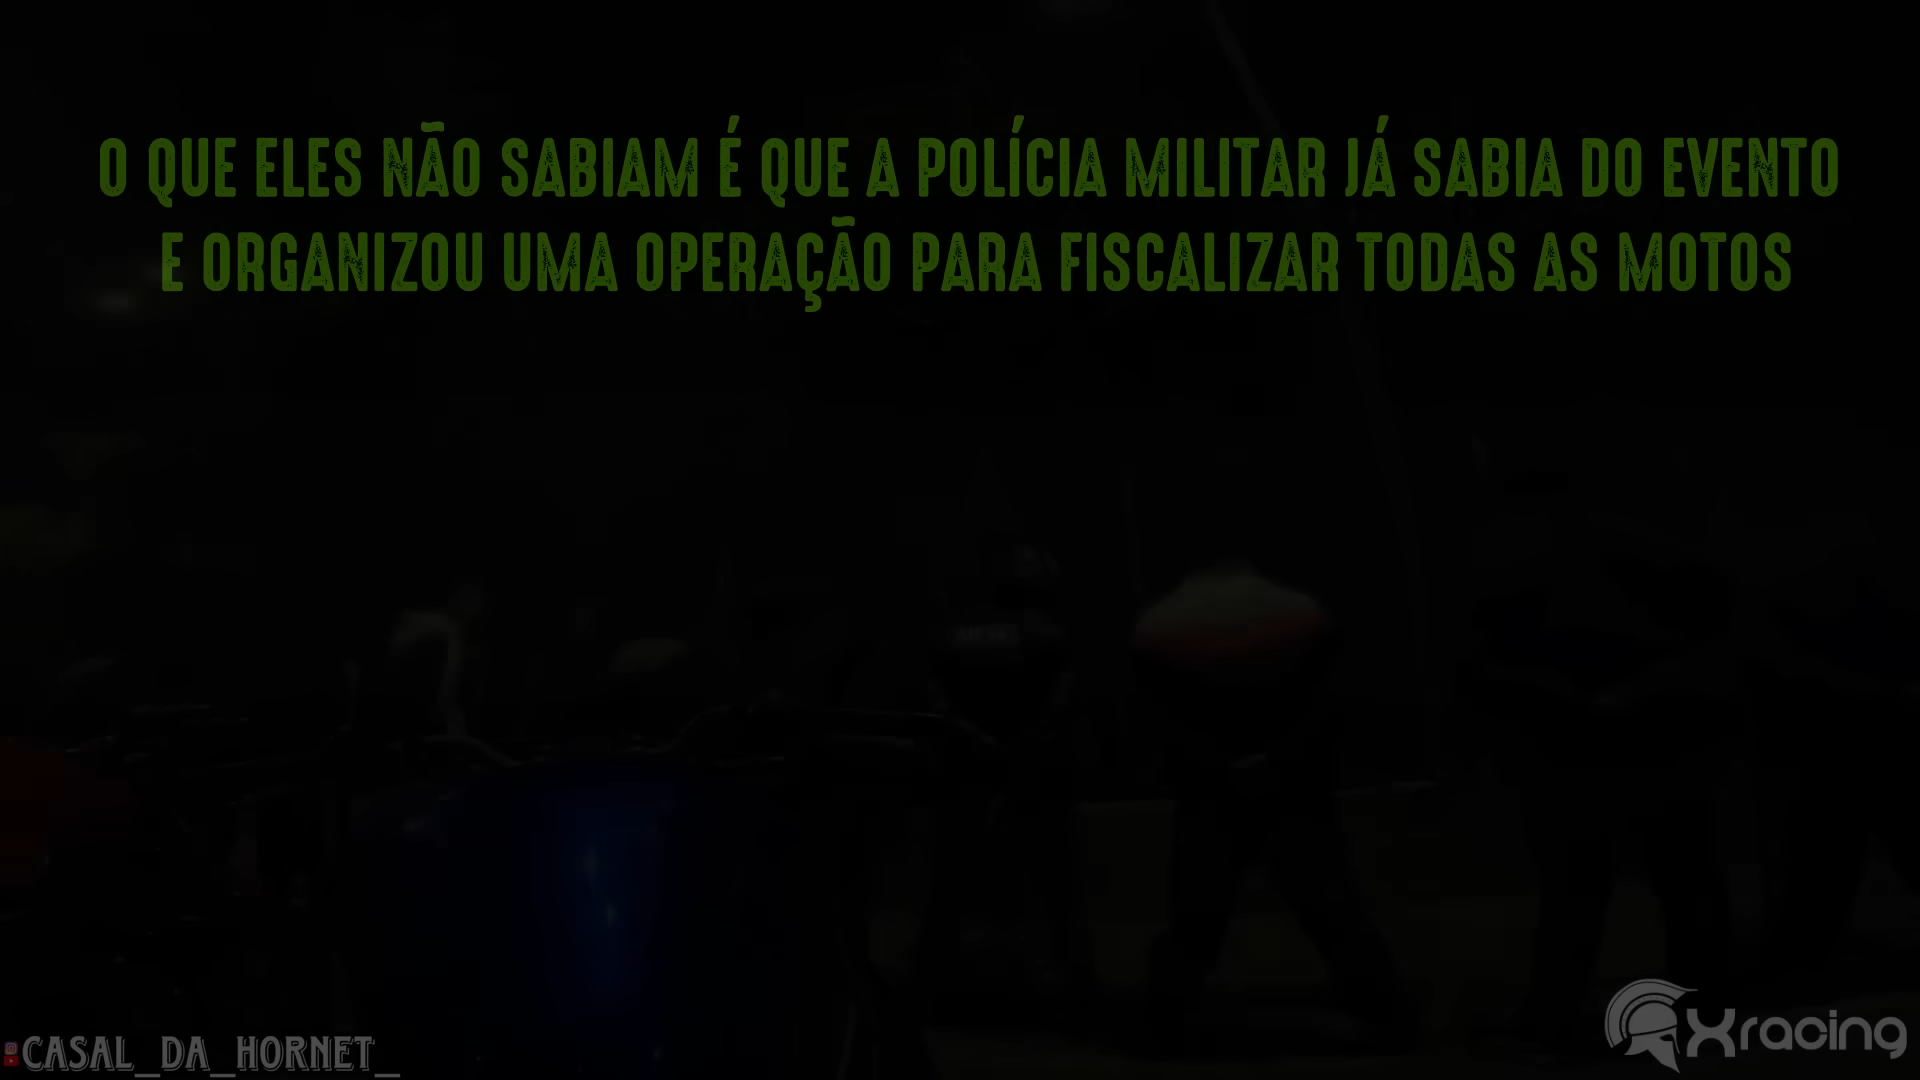 O QUE ELES NÃO SABIAM É QUE A POLÍCIA MILITAR JÁ SABIA DO EVENTO
E ORGANIZOU UMA OPERAÇÃO PARA FISCALIZAR TODAS AS MOTOS
CASAL_DA_HORNET_
Xracing